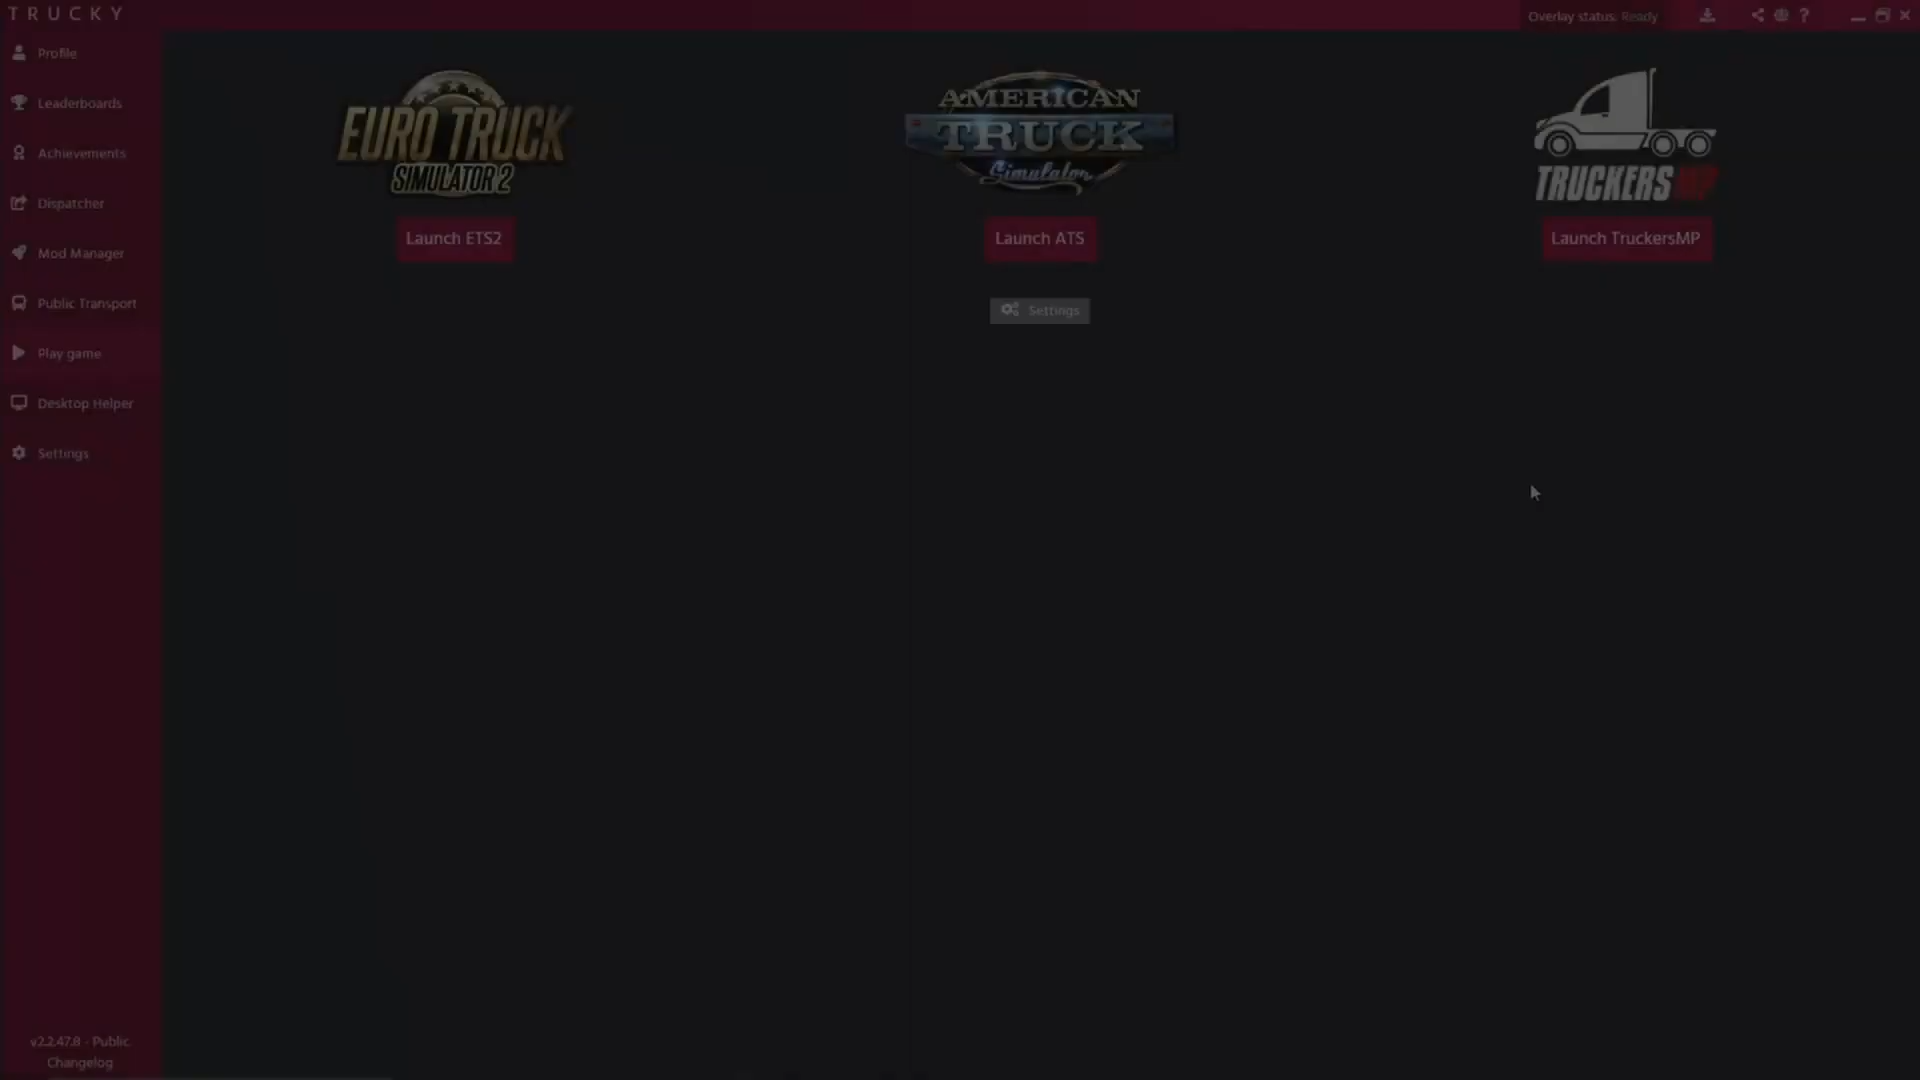 TRUCKY
Overlay status: Ready
Profile
Leaderboards
Achievements
Dispatcher
Mod Manager
Public Transport
Play game
Desktop Helper
Settings
EURO TRUCK
SIMULATOR 2
Launch ETS2
AMERICAN
TRUCK
Simulator
Launch ATS
Settings
TRUCKERSMP
Launch TruckersMP
v2.2.47.8 - Public
Changelog